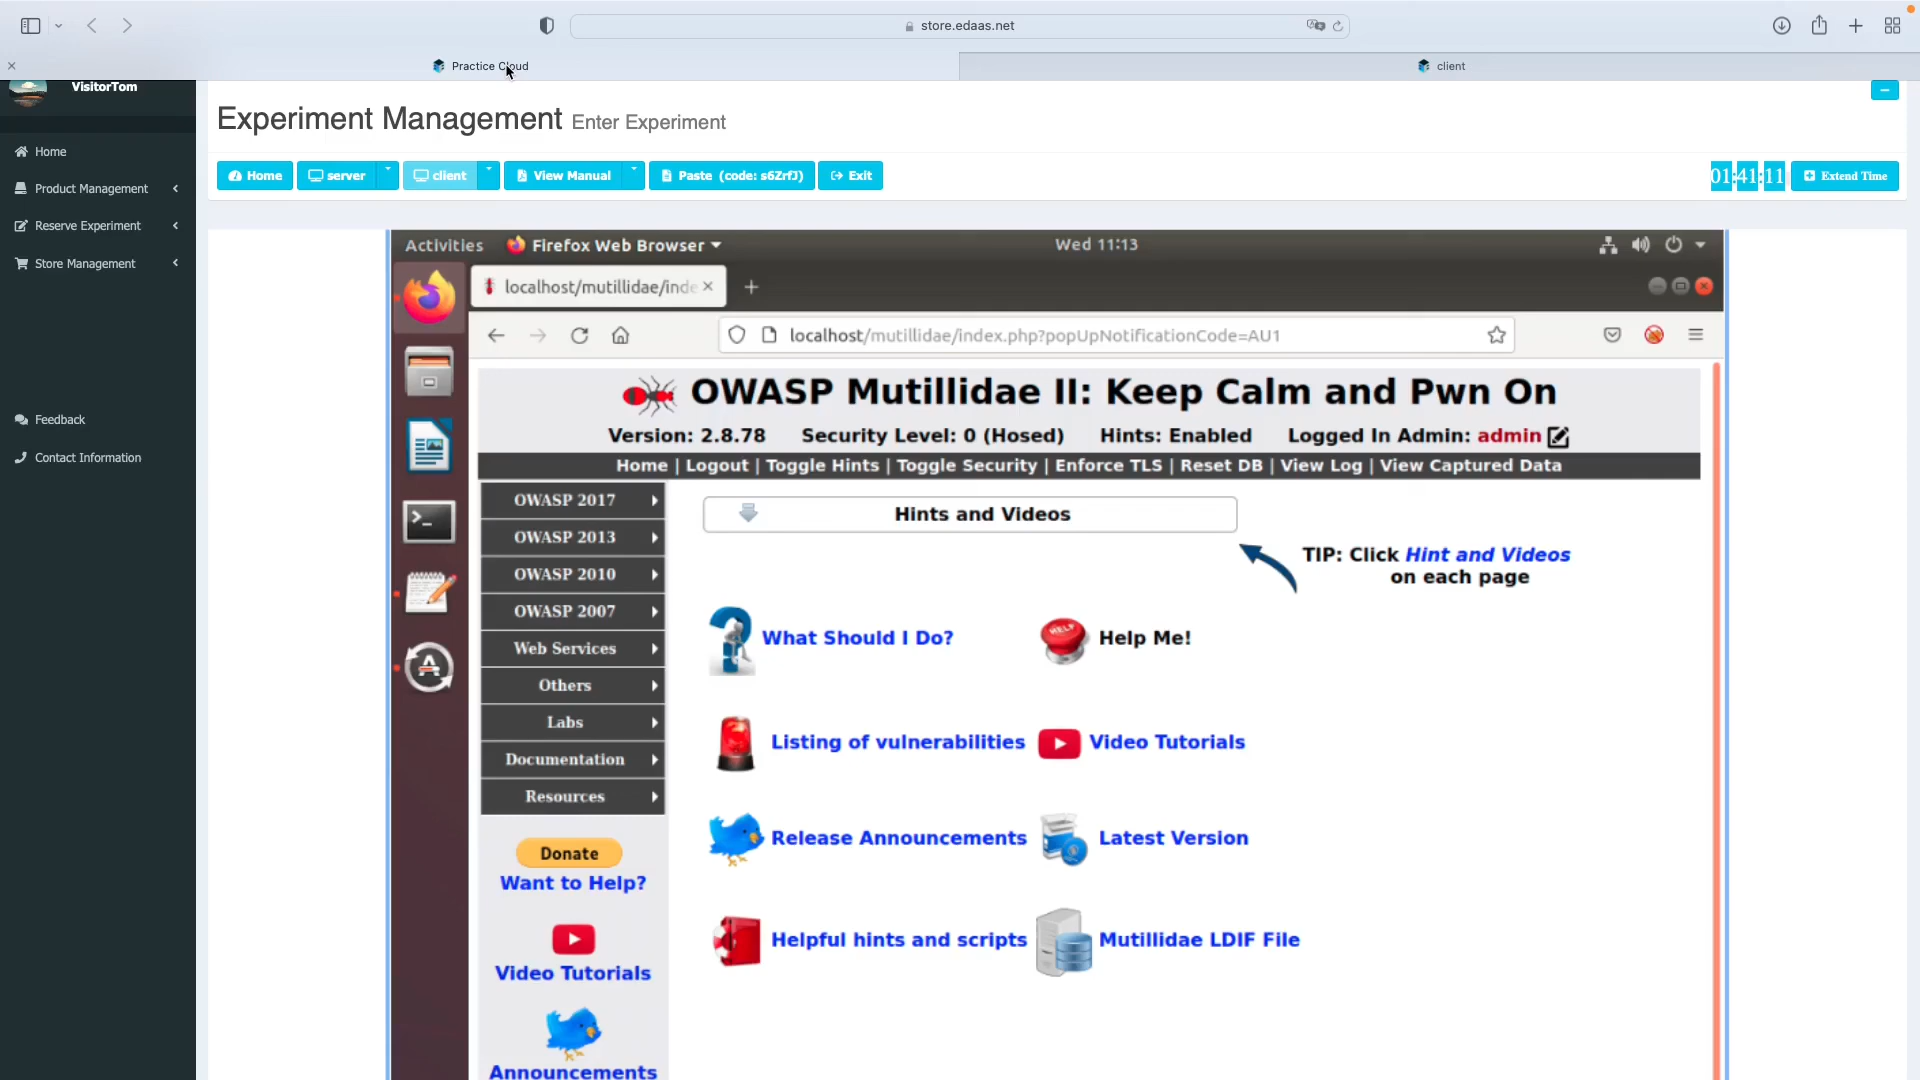 store.edaas.net
Practice Cloud
client
VisitorTom
Home
Product Management
Reserve Experiment
Store Management
Feedback
Contact Information
Experiment Management Enter Experiment
Home
server
client
View Manual
Paste (code: s6ZrfJ)
Exit
01:41:11
Extend Time
Activities
Firefox Web Browser
Wed 11:13
localhost/mutillidae/inde
localhost/mutillidae/index.php?popUpNotificationCode=AU1
OWASP Mutillidae II: Keep Calm and Pwn On
Version: 2.8.78 Security Level: 0 (Hosed) Hints: Enabled Logged In Admin: admin
Home | Logout | Toggle Hints | Toggle Security | Enforce TLS | Reset DB | View Log | View Captured Data
OWASP 2017
OWASP 2013
OWASP 2010
OWASP 2007
Web Services
Others
Labs
Documentation
Resources
Donate
Want to Help?
Video Tutorials
Announcements
Hints and Videos
TIP: Click Hint and Videos
on each page
What Should I Do?
HELP
Help Me!
Listing of vulnerabilities
Video Tutorials
Release Announcements
Latest Version
Helpful hints and scripts
Mutillidae LDIF File